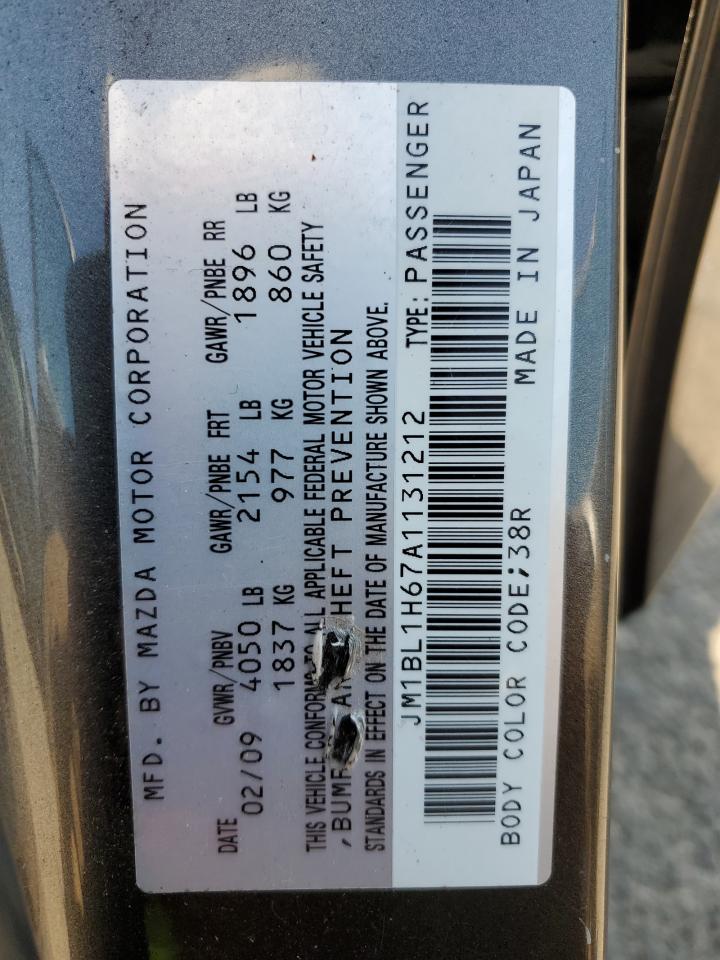 MFD. BY MAZDA MOTOR CORPORATION
DATE GVWR/PNBV GAWR/PNBE FRT GAWR/PNBE RR
02/09 4050 LB 2154 LB 1896 LB
1837 KG 977 KG 860 KG
THIS VEHICLE CONFORMS TO ALL APPLICABLE FEDERAL MOTOR VEHICLE SAFETY
PREVENTION
STANDARDS IN EFFECT ON THE DATE OF MANUFACTURE SHOWN ABOVE.
JM1BL1H67A1131212 TYPE: PASSENGER
BODY COLOR CODE;38R MADE IN JAPAN